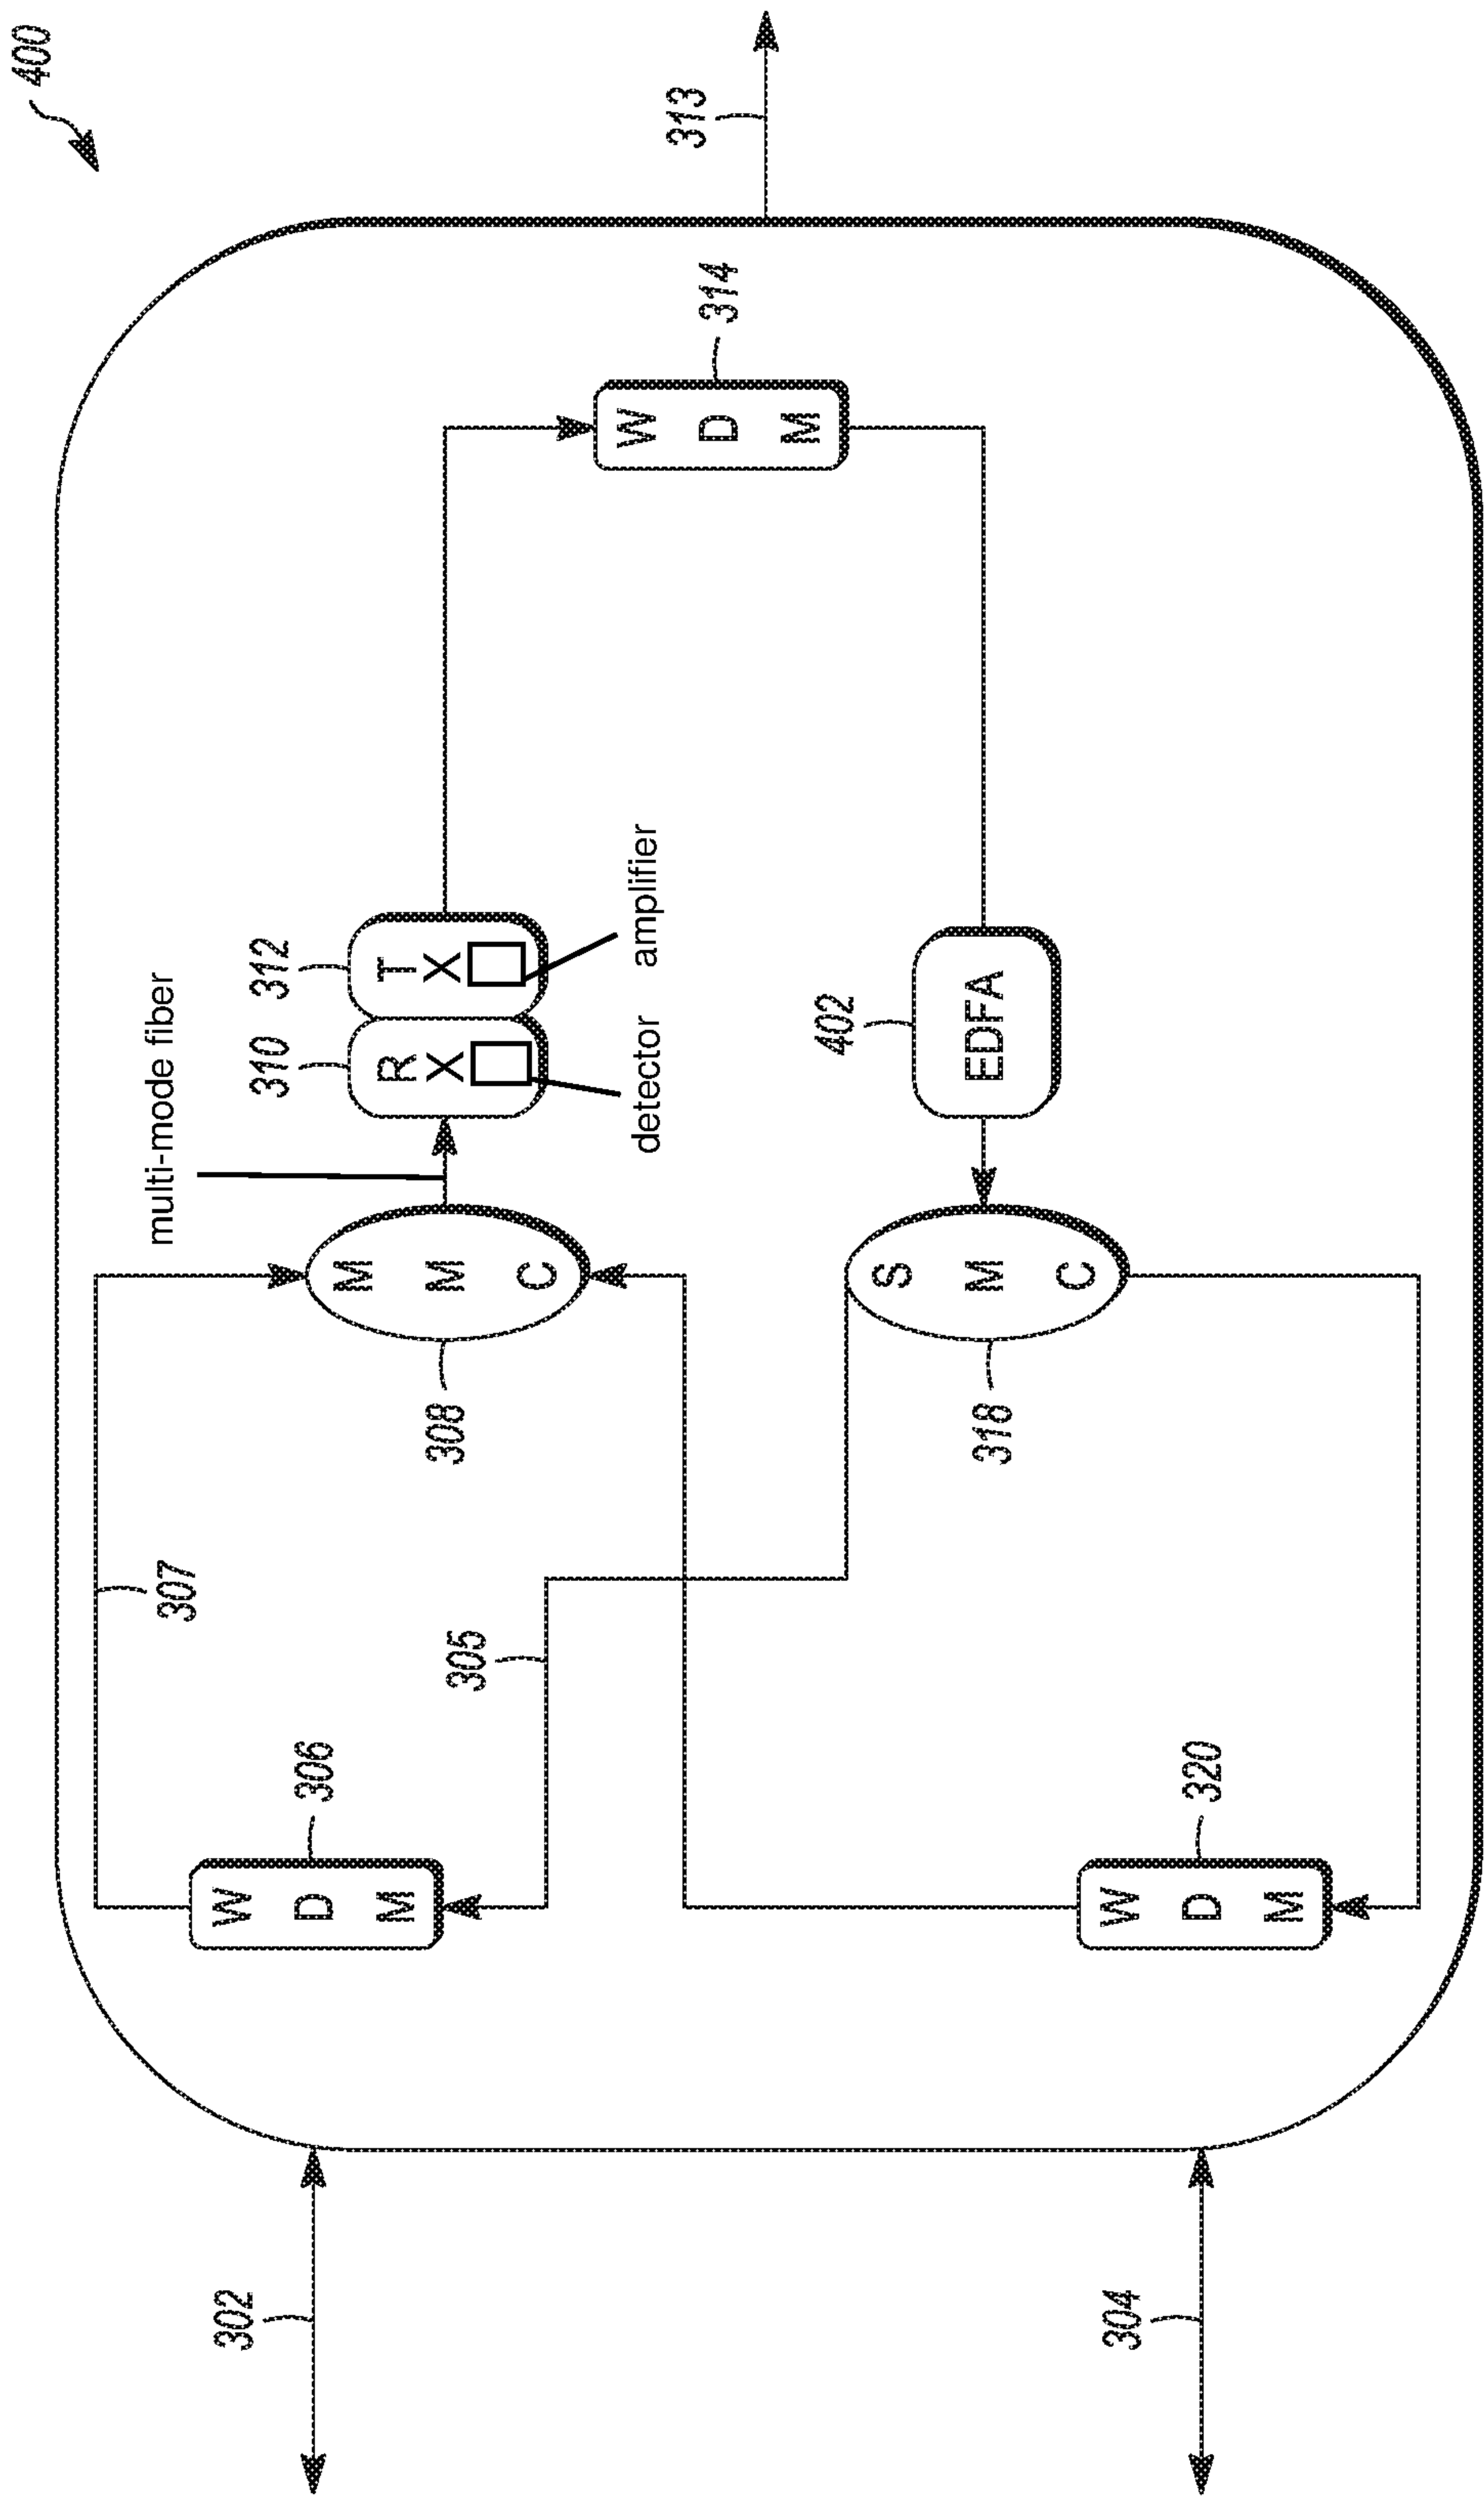 400
302
304
306
W D M
307
305
308
M M C
multi-mode fiber
310
R X
312
T X
detector
amplifier
314
W D M
313
402
EDFA
318
S M C
320
W D M